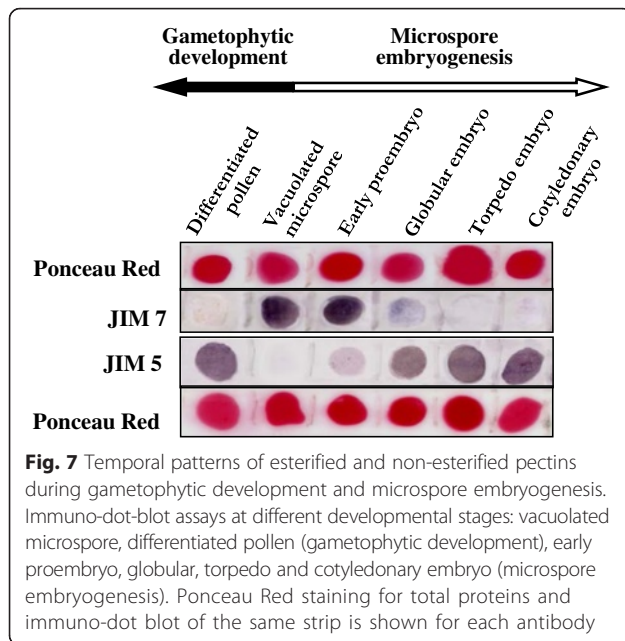 Gametophytic Microspore
development embryogenesis
Differentiated
pollen
Vacuolated
microspore
Early proembryo
Globular embryo
Torpedo embryo
Cotyledonary
embryo
Ponceau Red
JIM 7
JIM 5
Ponceau Red
Fig. 7 Temporal patterns of esterified and non-esterified pectins
during gametophytic development and microspore embryogenesis.
Immuno-dot-blot assays at different developmental stages: vacuolated
microspore, differentiated pollen (gametophytic development), early
proembryo, globular, torpedo and cotyledonary embryo (microspore
embryogenesis). Ponceau Red staining for total proteins and
immuno-dot blot of the same strip is shown for each antibody